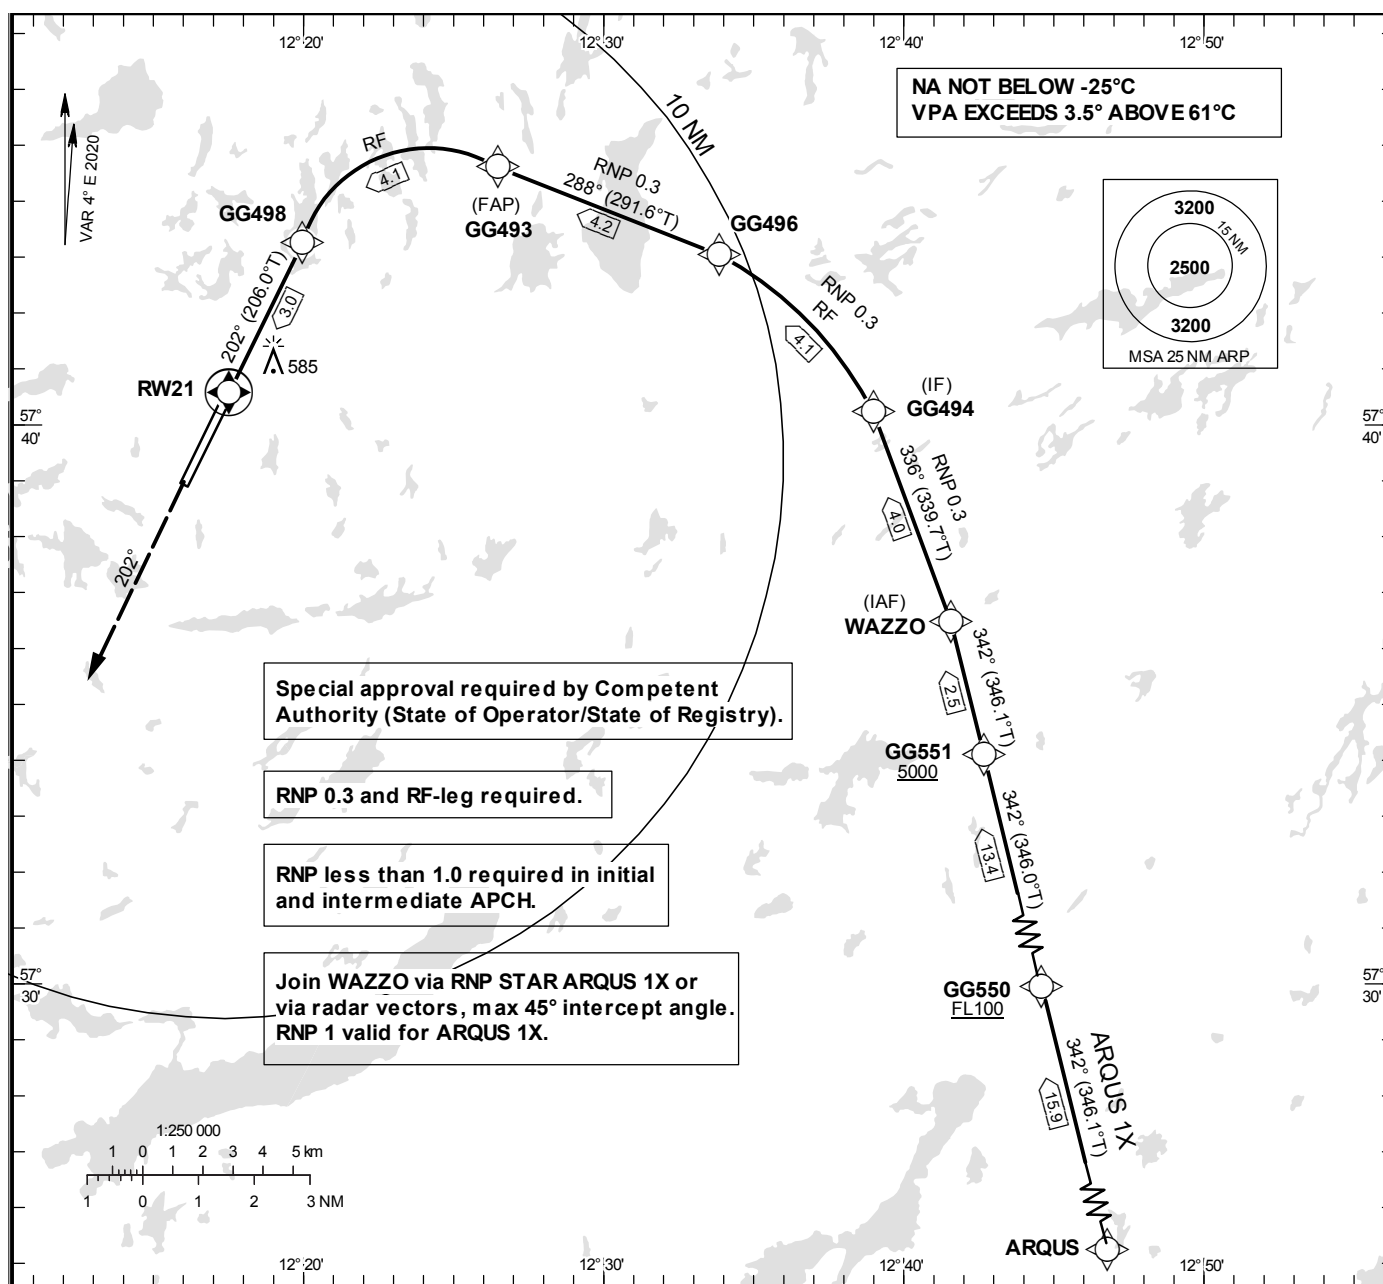 12° 20'
12° 30'
12° 40'
12° 50'
NA NOT BELOW -25°C
VPA EXCEEDS 3.5° ABOVE 61°C
10 NM
VAR 4° E 2020
RF
4.1
RNP 0.3
288° (291.6°T)
4.2
(FAP)
GG493
GG498
GG496
3200
15 NM
2500
3200
MSA 25 NM ARP
202° (206.0°T)
3.0
585
RNP 0.3
RF
4.1
RW21
(IF)
GG494
57°
40'
57°
40'
RNP 0.3
336° (339.7°T)
4.0
202°
(IAF)
WAZZO
342° (346.1°T)
2.5
Special approval required by Competent
Authority (State of Operator/State of Registry).
GG551
5000
RNP 0.3 and RF-leg required.
342° (346.0°T)
13.4
RNP less than 1.0 required in initial
and intermediate APCH.
57°
30'
57°
30'
Join WAZZO via RNP STAR ARQUS 1X or
via radar vectors, max 45° intercept angle.
RNP 1 valid for ARQUS 1X.
GG550
FL100
ARQUS 1X
342° (346.1°T)
15.9
1:250 000
1 0 1 2 3 4 5 km
1 0 1 2 3 NM
ARQUS
12° 20'
12° 30'
12° 40'
12° 50'